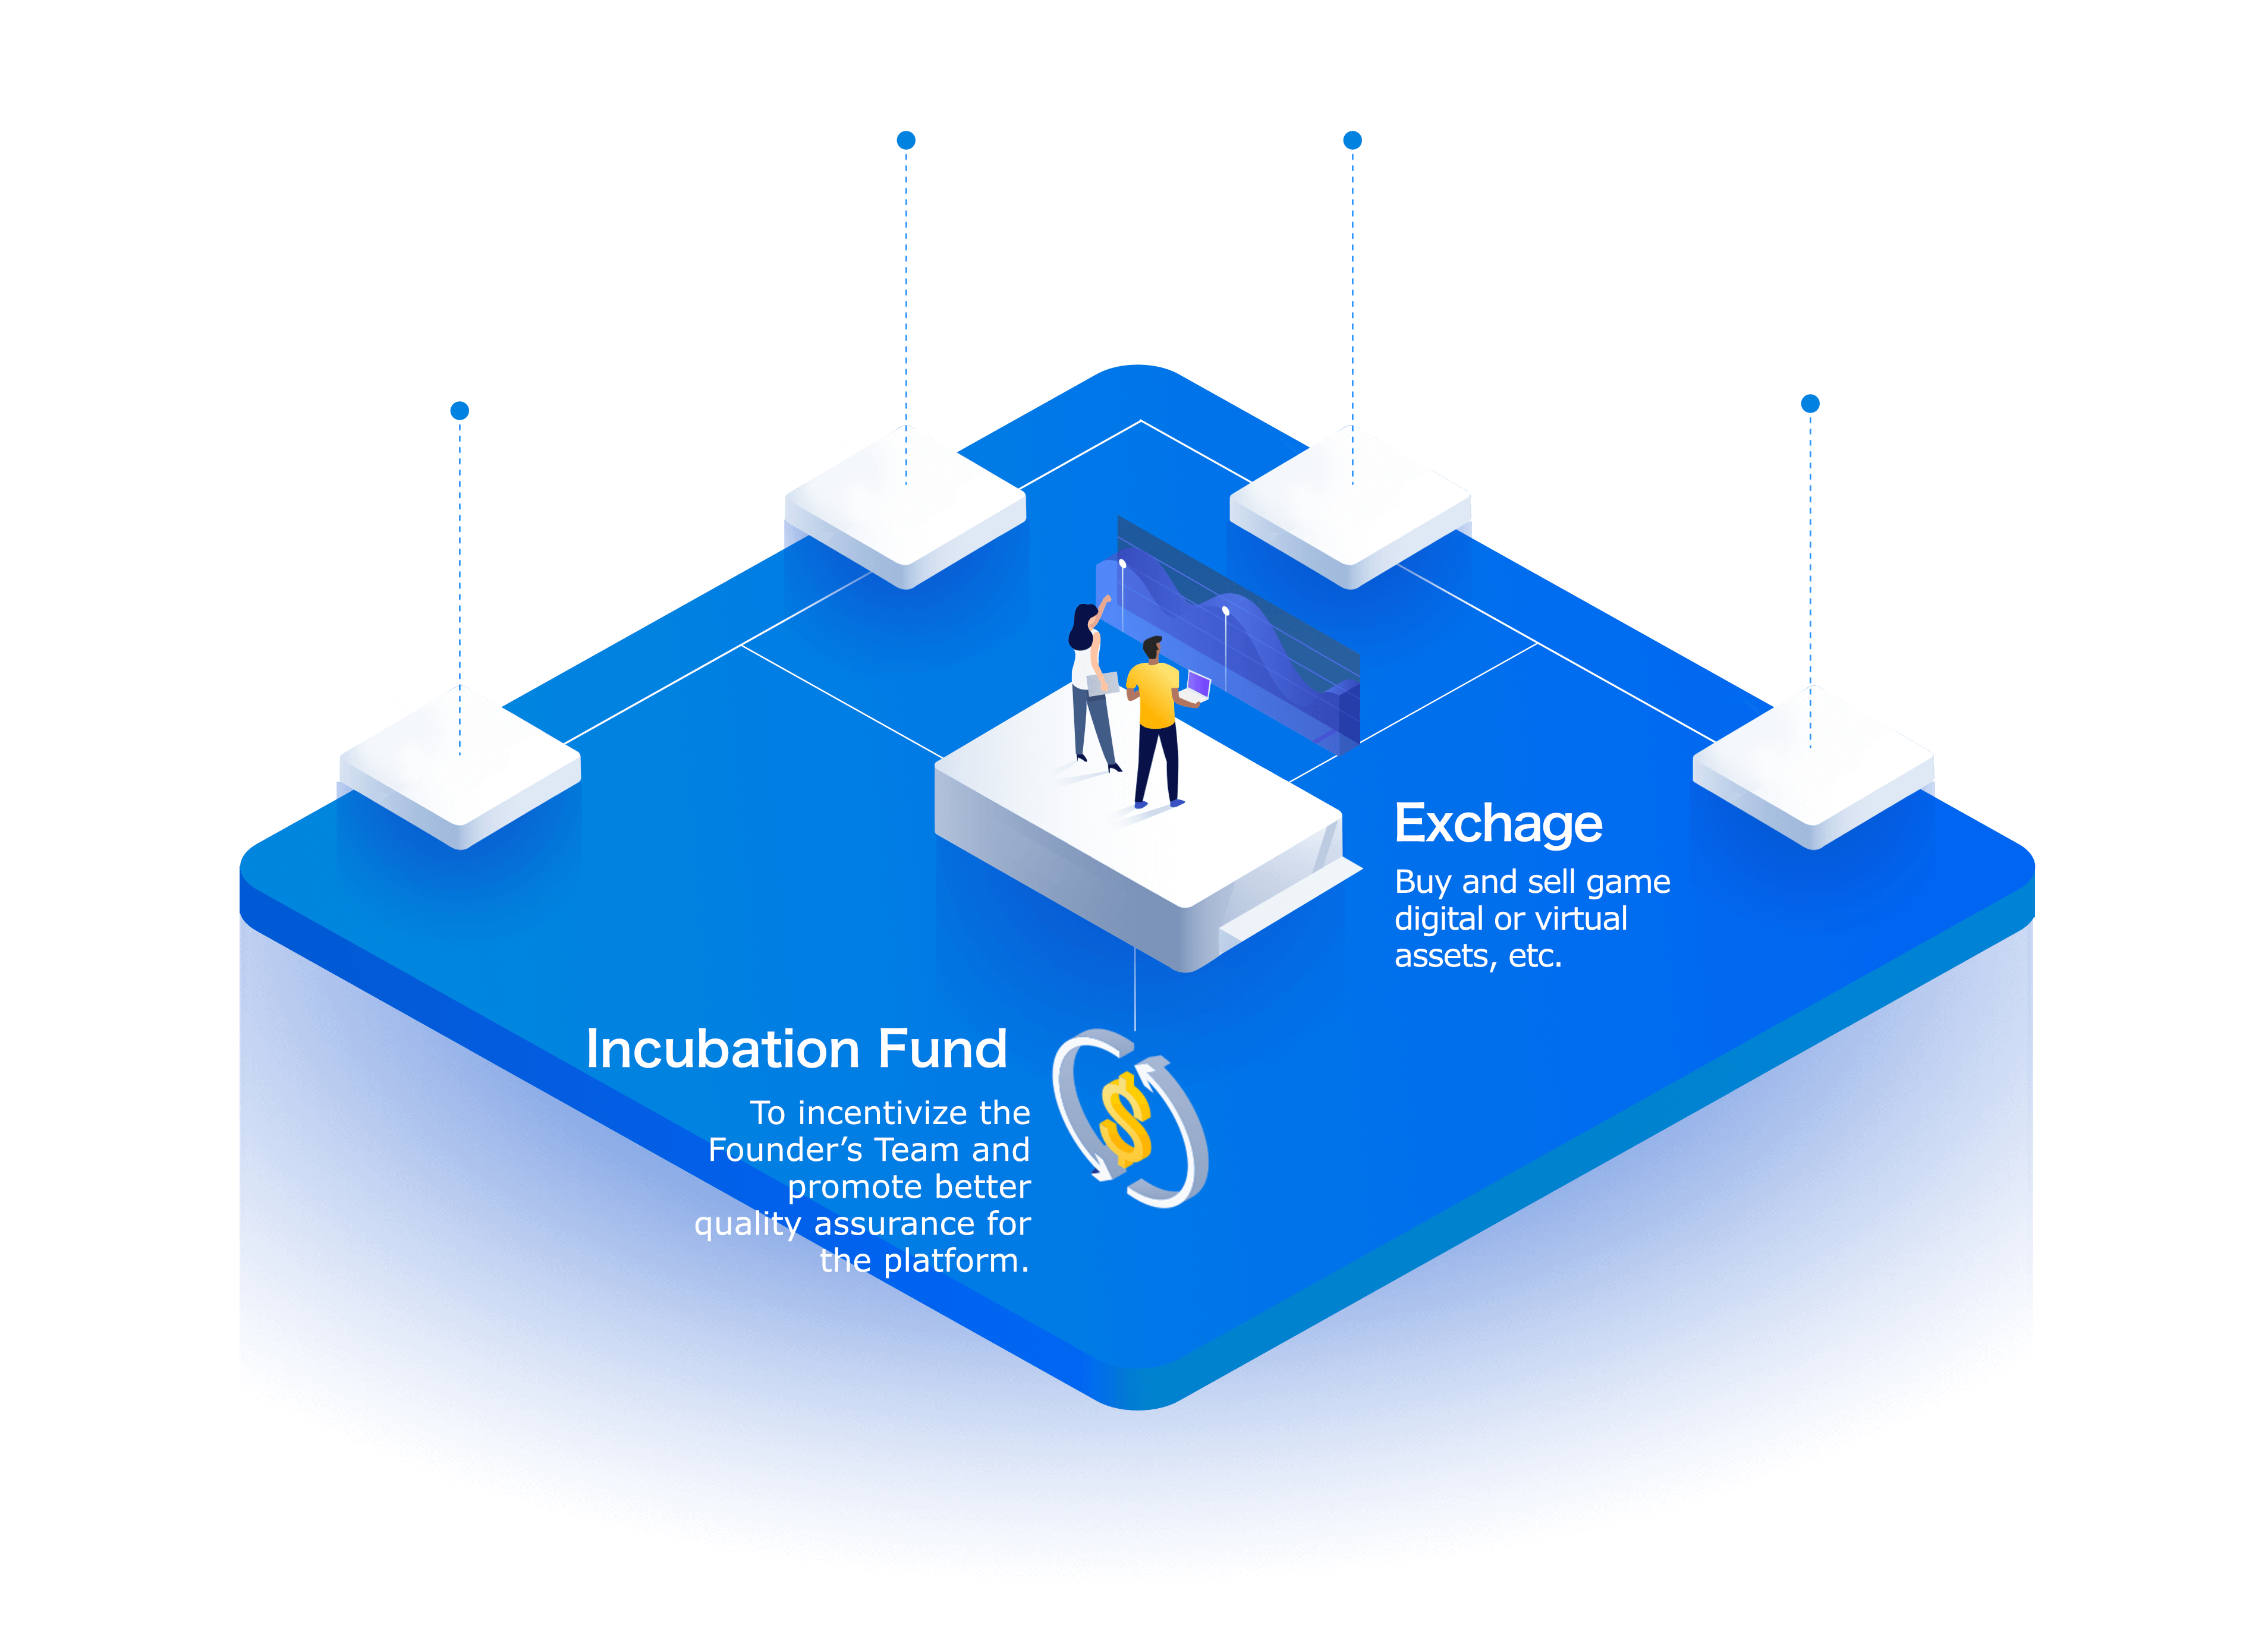 Exchage
Buy and sell game
digital or virtual
assets, etc.
Incubation Fund
To incentivize the
Founder’s Team and
promote better
quality assurance for
the platform.